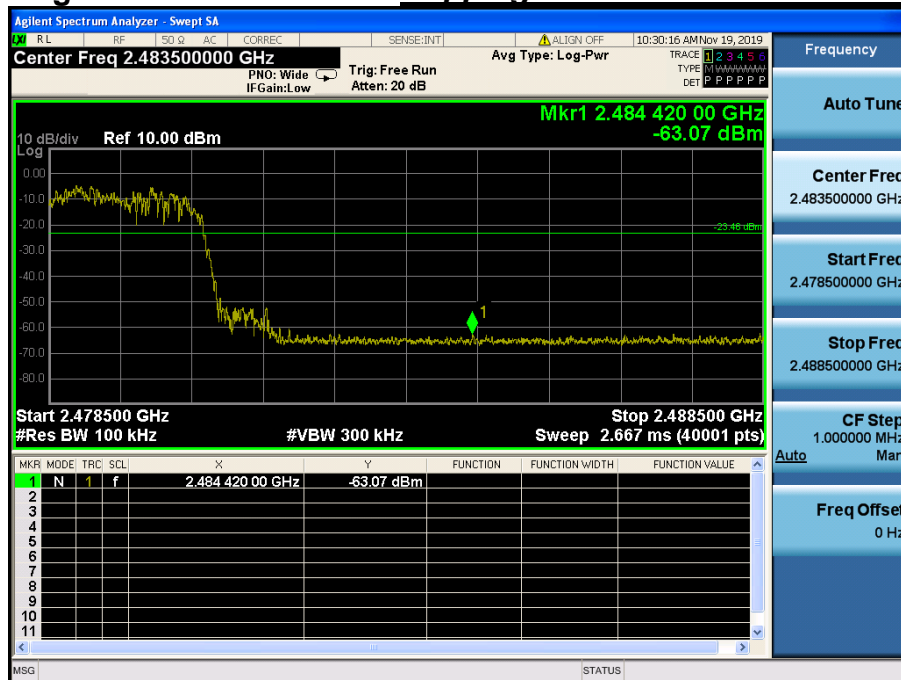 Agilent Spectrum Analyzer - Swept SA
LXI RL RF 50 Ω AC CORREC SENSE:INT ALIGN OFF 10:30:16 AM Nov 19, 2019
Center Freq 2.483500000 GHz
PNO: Wide
IFGain:Low
Trig: Free Run
Atten: 20 dB
Avg Type: Log-Pwr
TRACE 1 2 3 4 5 6
TYPE M W W W W W
DET P P P P P P
Mkr1 2.484 420 00 GHz
-63.07 dBm
10 dB/div Ref 10.00 dBm
Log
0.00
-10.0
-20.0
-23.46 dBm
-30.0
-40.0
-50.0
1
-60.0
-70.0
-80.0
Start 2.478500 GHz Stop 2.488500 GHz
#Res BW 100 kHz #VBW 300 kHz Sweep 2.667 ms (40001 pts)
MKR MODE TRC SCL X Y FUNCTION FUNCTION WIDTH FUNCTION VALUE
1 N 1 f 2.484 420 00 GHz -63.07 dBm
2
3
4
5
6
7
8
9
10
11
MSG STATUS
Frequency
Auto Tune
Center Freq
2.483500000 GHz
Start Freq
2.478500000 GHz
Stop Freq
2.488500000 GHz
CF Step
1.000000 MHz
Auto Man
Freq Offset
0 Hz